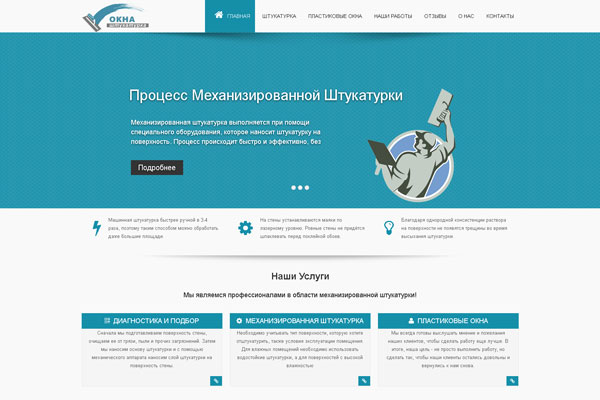 ОКНА
штукатурка
ГЛАВНАЯ ШТУКАТУРКА ПЛАСТИКОВЫЕ ОКНА НАШИ РАБОТЫ ОТЗЫВЫ О НАС КОНТАКТЫ
Процесс Механизированной Штукатурки
Механизированная штукатурка выполняется при помощи
специального оборудования, которое наносит штукатурку на
поверхность. Процесс происходит быстро и эффективно, без
Подробнее
Машинная штукатурка быстрее ручной в 3,4
раза, поэтому таким способом можно обработать
даже большие площади.
На стены устанавливаются маяки по
лазерному уровню. Ровные стены не придётся
шпаклевать перед поклейкой обоев.
Благодаря однородной консистенции раствора
на поверхности не появятся трещины во время
высыхания штукатурки
Наши Услуги
Мы являемся профессионалами в области механизированной штукатурки!
ДИАГНОСТИКА И ПОДБОР
Сначала мы подготавливаем поверхность стены,
очищаем ее от грязи, пыли и прочих загрязнений. Затем
мы наносим основу штукатурки и с помощью
механического аппарата наносим слой штукатурки на
поверхность стены.
МЕХАНИЗИРОВАННАЯ ШТУКАТУРКА
Необходимо учитывать тип поверхности, которую хотите
отштукатурить, также условия эксплуатации помещения.
Для влажных помещений необходимо использовать
водостойкие штукатурки, а для поверхностей с высокой
влажностью
ПЛАСТИКОВЫЕ ОКНА
Мы всегда готовы выслушать мнение и пожелания
наших клиентов, чтобы сделать работу еще лучше. В
итоге, наша цель - не просто выполнить работу, но
сделать так, чтобы наши клиенты остались довольны и
вернулись к нам снова.